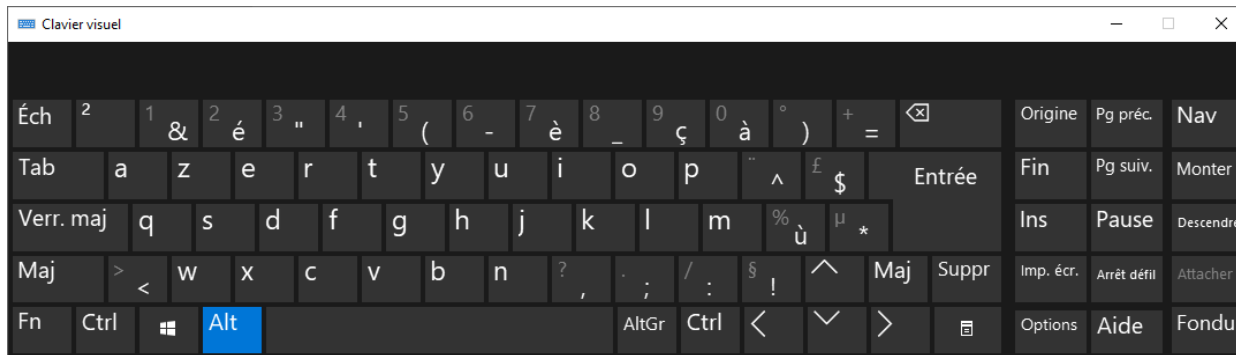 Clavier visuel
Éch ² 1 & 2 é 3 " 4 ' 5 ( 6 - 7 è 8 _ 9 ç 0 à ° ) + = Origine Pg préc. Nav
Tab a z e r t y u i o p ¨ ^ £ $ Entrée Fin Pg suiv. Monter
Verr. maj q s d f g h j k l m % ù µ * Ins Pause Descendre
Maj > < w x c v b n ? , . ; / : § ! Maj Suppr Imp. écr. Arrêt défil Attacher
Fn Ctrl Alt AltGr Ctrl Options Aide Fondu